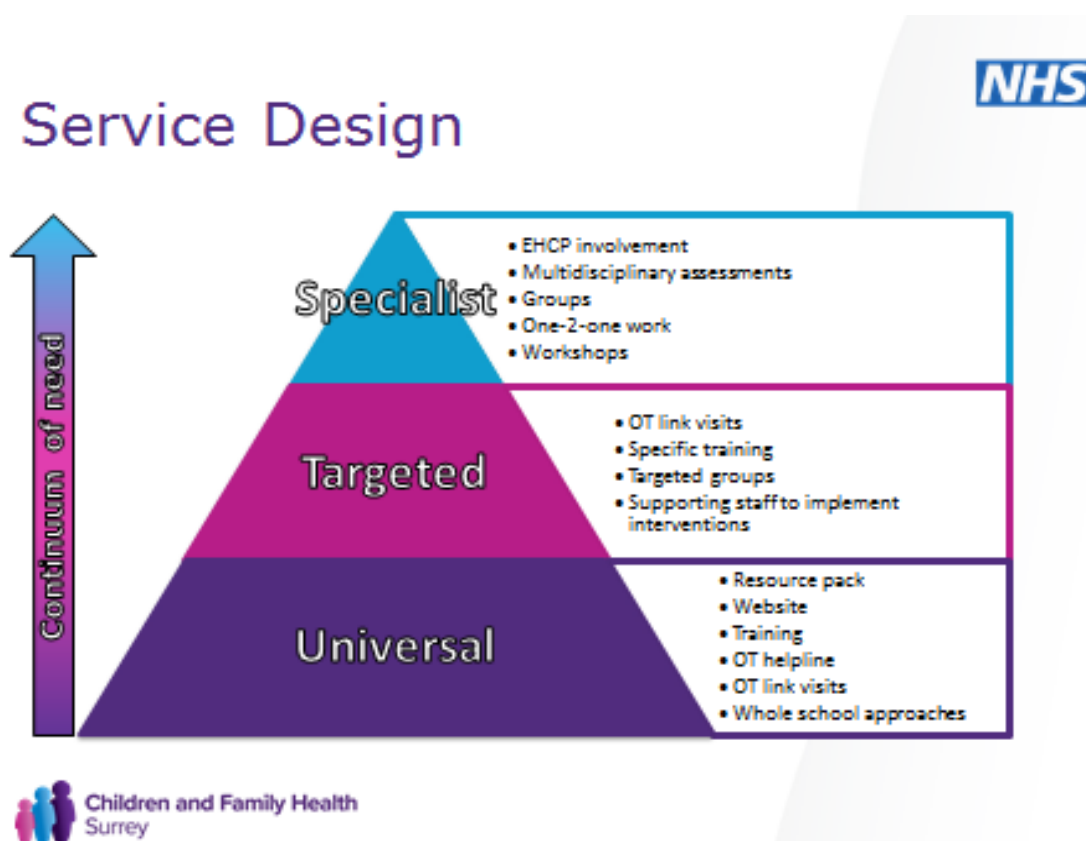 NHS
Service Design
Continuum of need
Specialist
• EHCP involvement
• Multidisciplinary assessments
• Groups
• One-2-one work
• Workshops
Targeted
• OT link visits
• Specific training
• Targeted groups
• Supporting staff to implement
interventions
Universal
• Resource pack
• Website
• Training
• OT helpline
• OT link visits
• Whole school approaches
Children and Family Health
Surrey